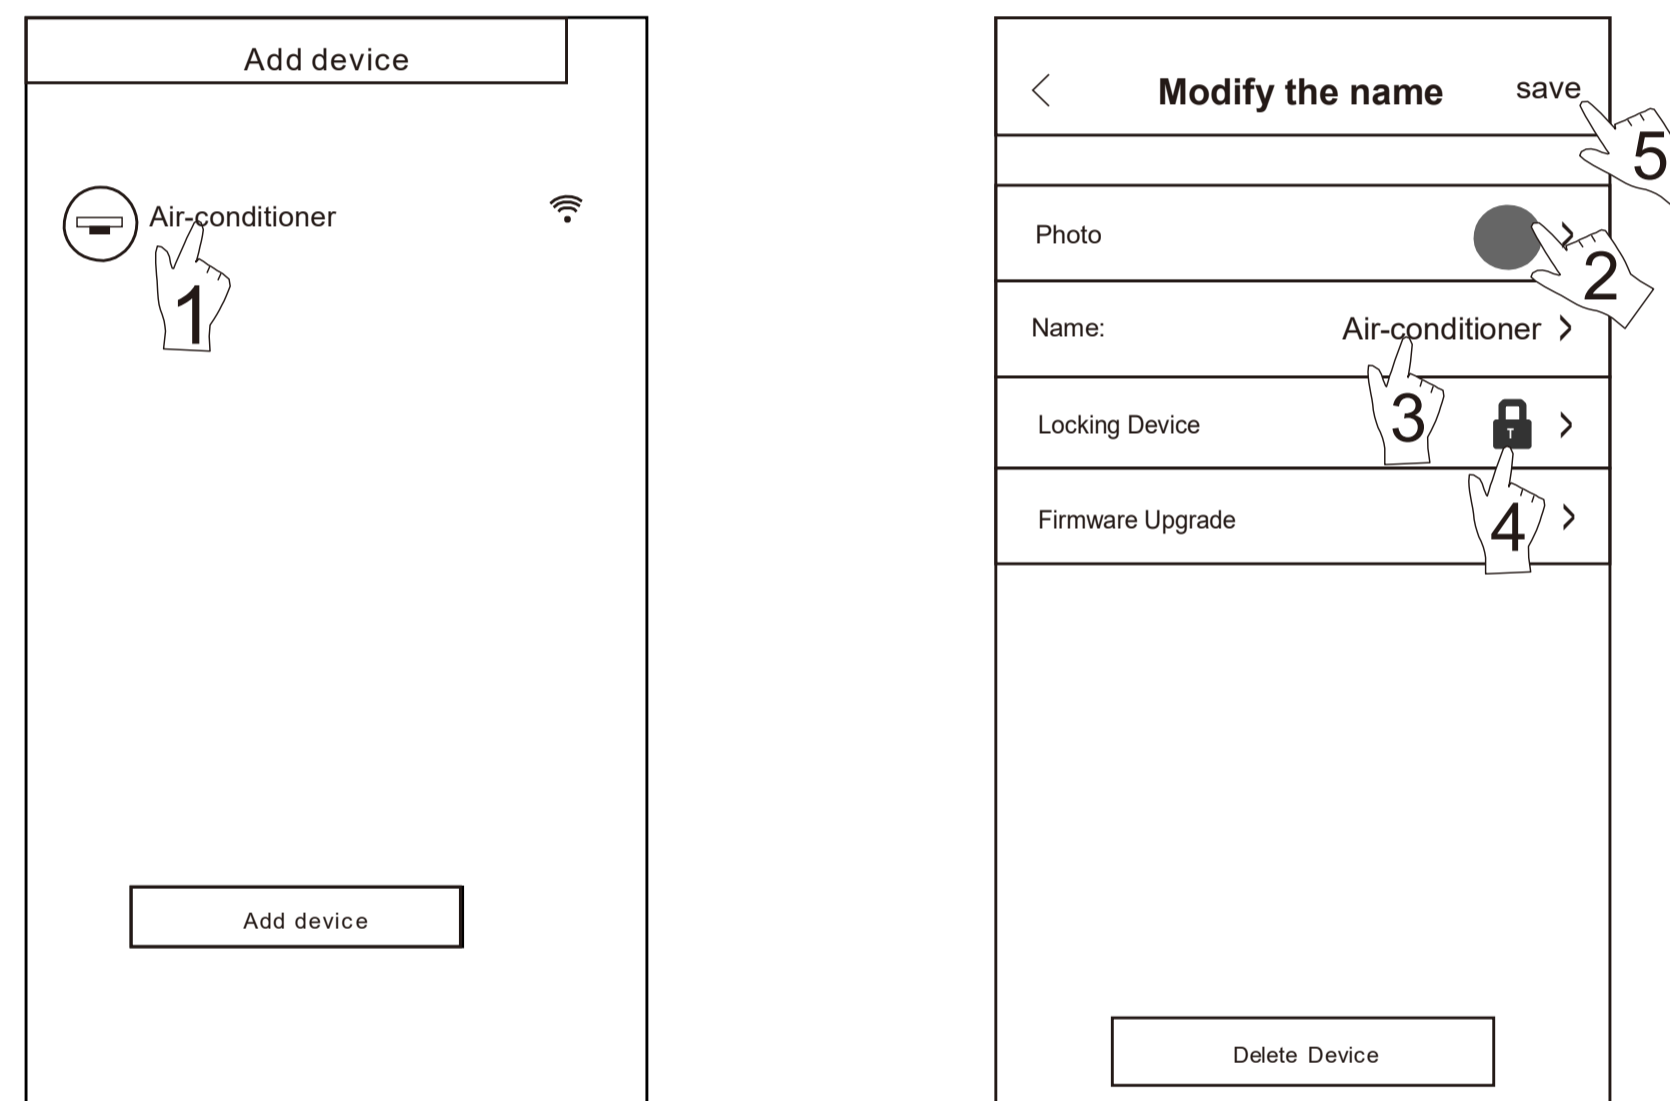 Add device
Air-conditioner
1
Add device
Modify the name
save
5
Photo
2
Name:
Air-conditioner
3
Locking Device
T
4
Firmware Upgrade
Delete Device